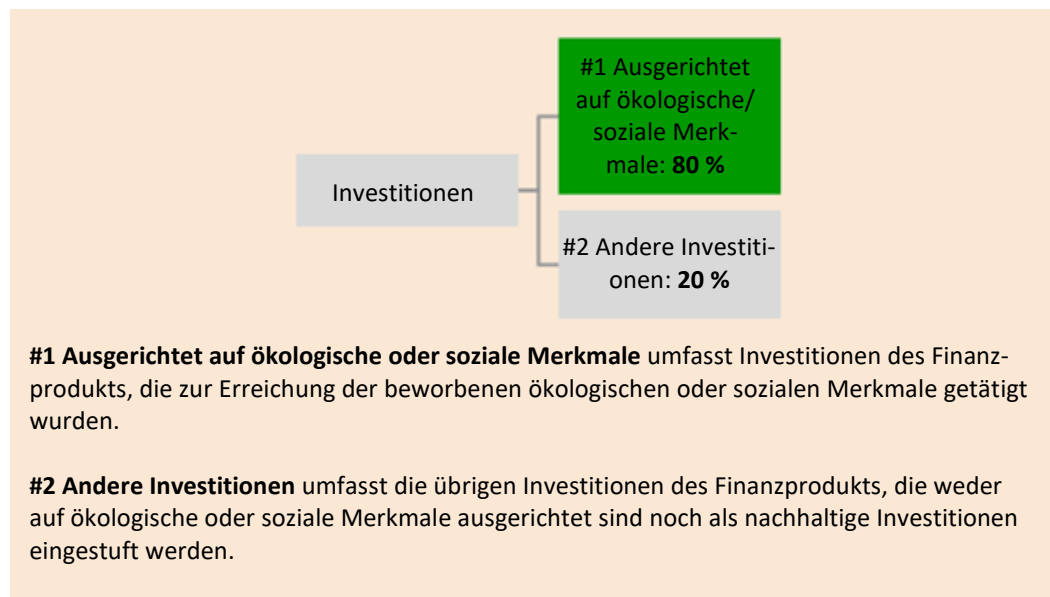 #1 Ausgerichtet
auf ökologische/
soziale Merk-
male: 80 %
Investitionen
#2 Andere Investiti-
onen: 20 %
#1 Ausgerichtet auf ökologische oder soziale Merkmale umfasst Investitionen des Finanz-
produkts, die zur Erreichung der beworbenen ökologischen oder sozialen Merkmale getätigt
wurden.
#2 Andere Investitionen umfasst die übrigen Investitionen des Finanzprodukts, die weder
auf ökologische oder soziale Merkmale ausgerichtet sind noch als nachhaltige Investitionen
eingestuft werden.